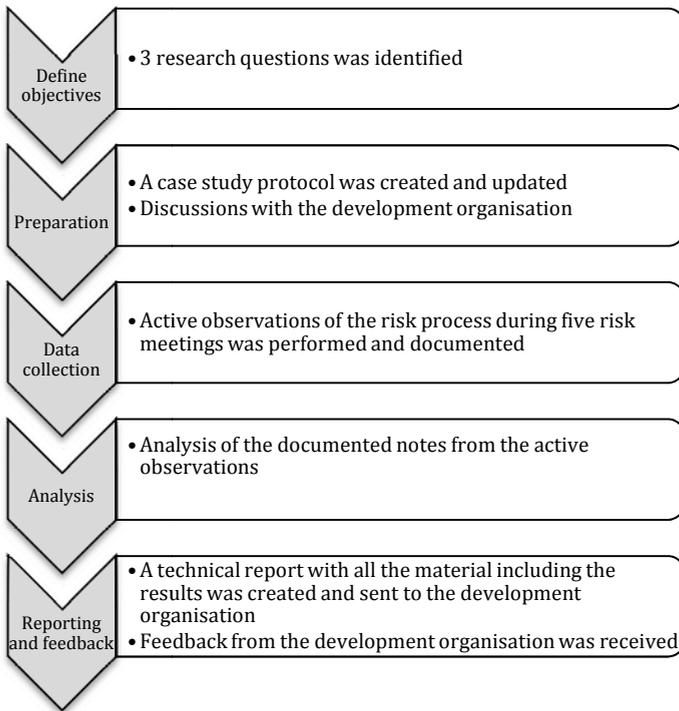 Define
objectives
• 3 research questions was identified
Preparation
• A case study protocol was created and updated
• Discussions with the development organisation
Data
collection
• Active observations of the risk process during five risk
meetings was performed and documented
Analysis
• Analysis of the documented notes from the active
observations
Reporting
and feedback
• A technical report with all the material including the
results was created and sent to the development
organisation
• Feedback from the development organisation was received